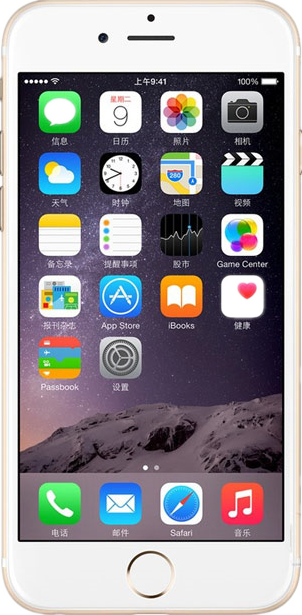 上午9:41
100%
星期二
9
信息
日历
照片
相机
280
天气
时钟
地图
视频
备忘录
提醒事项
股市
Game Center
报刊杂志
App Store
iBooks
健康
Passbook
设置
电话
邮件
Safari
音乐